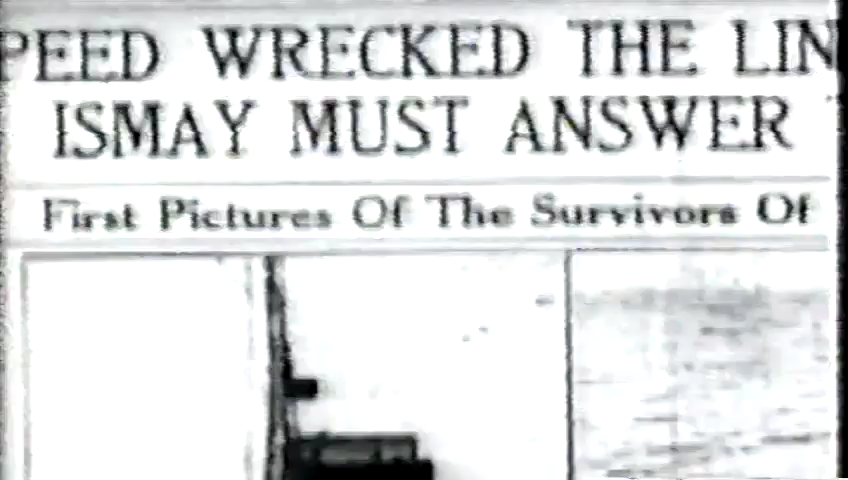 PEED WRECKED THE LIN
ISMAY MUST ANSWER
First Pictures Of The Survivors Of